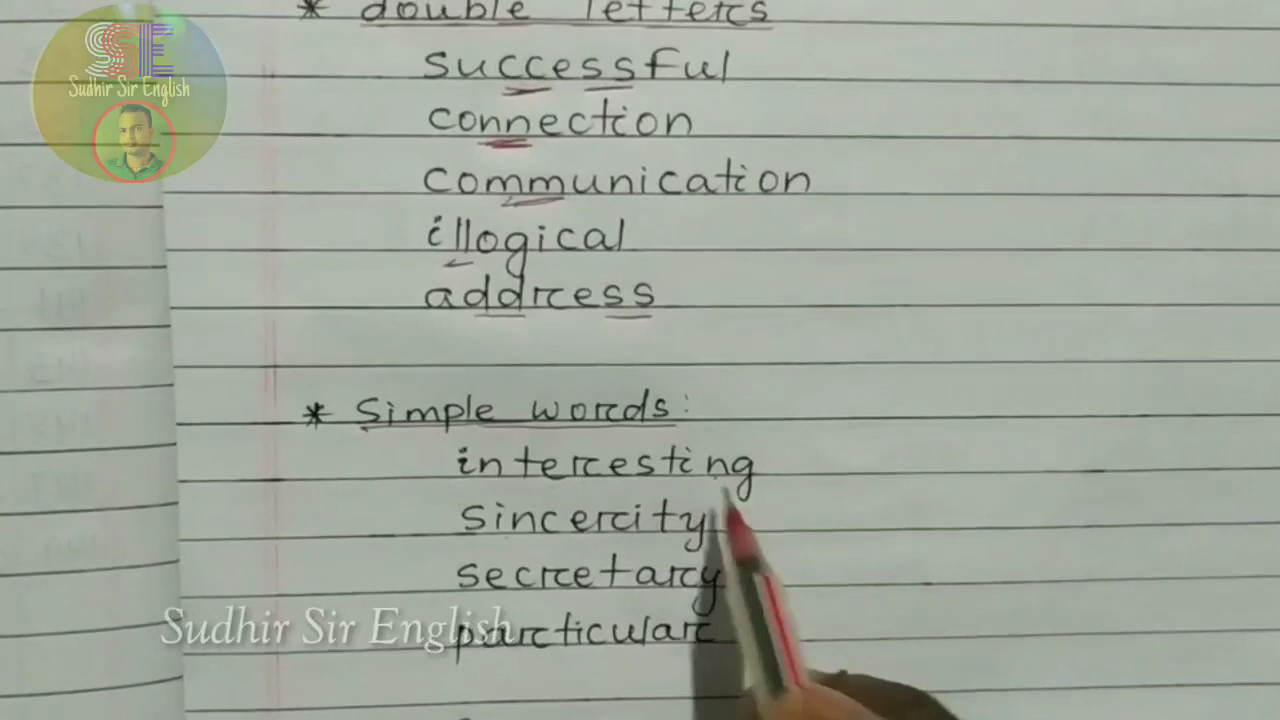 * double letters
SE
Sudhir Sir English
successful
connection
communication
illogical
address
* Simple words:
interesting
sincerity
secretary
particular
Sudhir Sir English